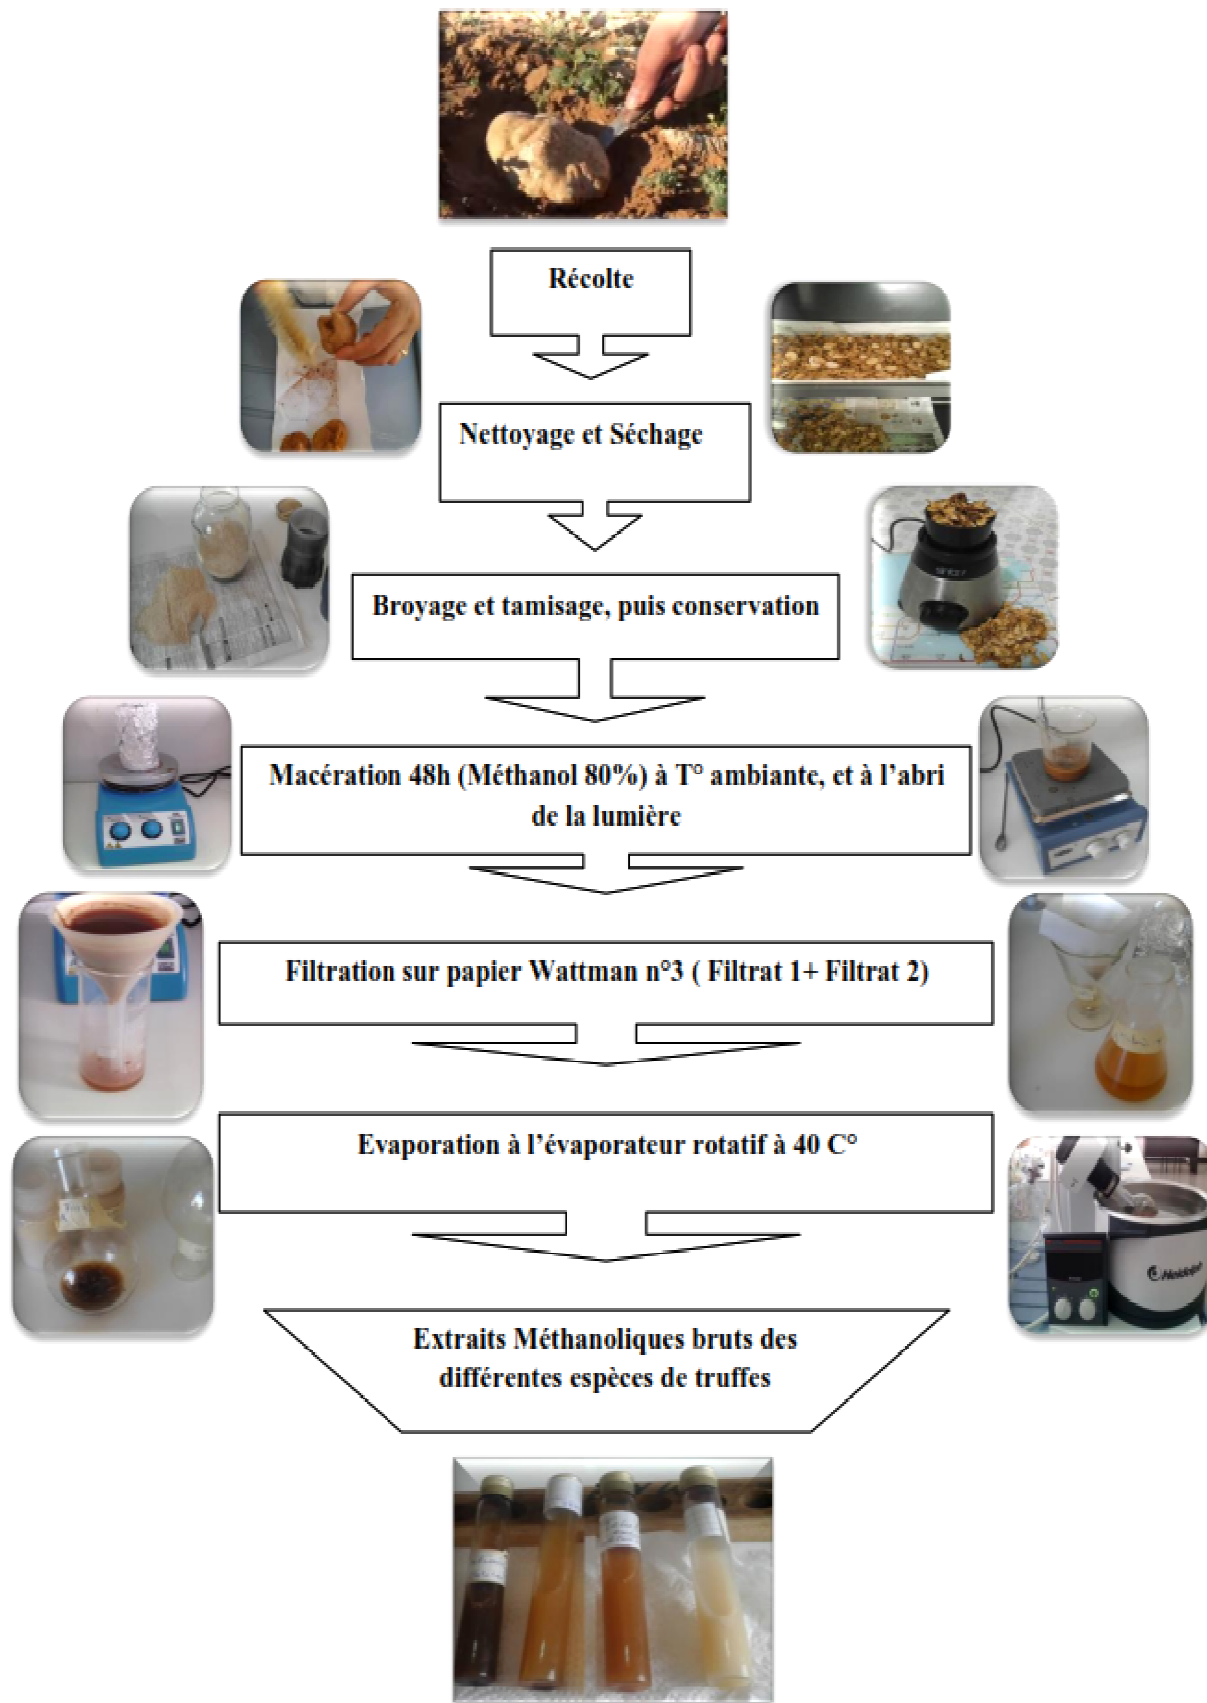 Récolte
Nettoyage et Séchage
Broyage et tamisage, puis conservation
Macération 48h (Méthanol 80%) à T° ambiante, et à l’abri
de la lumière
Filtration sur papier Wattman n°3 ( Filtrat 1+ Filtrat 2)
Evaporation à l’évaporateur rotatif à 40 C°
Heidolph
Extraits Méthanoliques bruts des
différentes espèces de truffes